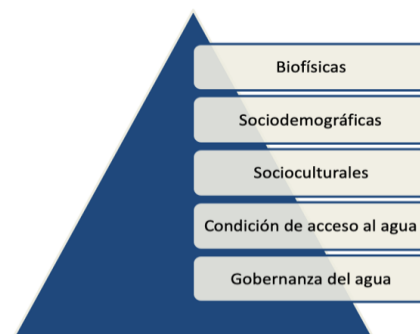 Biofísicas
Sociodemográficas
Socioculturales
Condición de acceso al agua
Gobernanza del agua